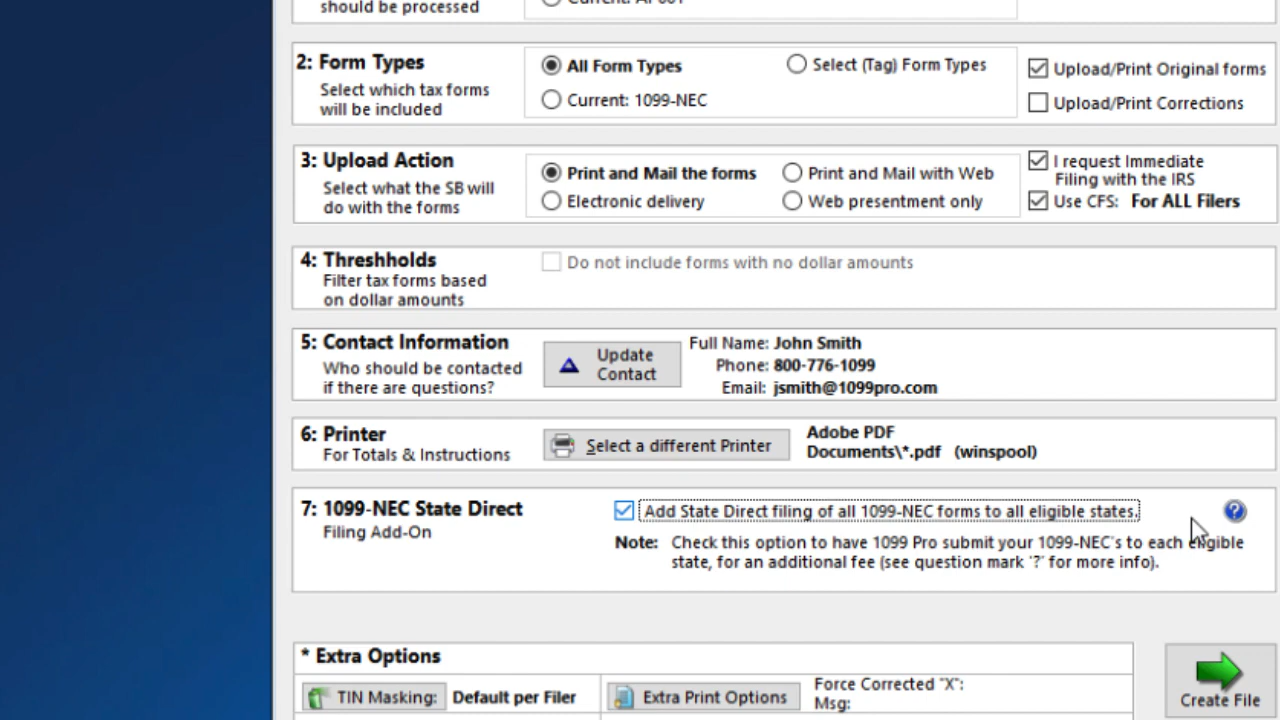 should be processed
2: Form Types
Select which tax forms
will be included
All Form Types
Select (Tag) Form Types
Current: 1099-NEC
Upload/Print Original forms
Upload/Print Corrections
3: Upload Action
Select what the SB will
do with the forms
Print and Mail the forms
Print and Mail with Web
Electronic delivery
Web presentment only
I request Immediate
Filing with the IRS
Use CFS: For ALL Filers
4: Threshholds
Filter tax forms based
on dollar amounts
Do not include forms with no dollar amounts
5: Contact Information
Who should be contacted
if there are questions?
Update
Contact
Full Name: John Smith
Phone: 800-776-1099
Email: jsmith@1099pro.com
6: Printer
For Totals & Instructions
Select a different Printer
Adobe PDF
Documents\*.pdf (winspool)
7: 1099-NEC State Direct
Filing Add-On
Add State Direct filing of all 1099-NEC forms to all eligible states.
Note: Check this option to have 1099 Pro submit your 1099-NEC's to each eligible
state, for an additional fee (see question mark '?' for more info).
* Extra Options
TIN Masking: Default per Filer
Extra Print Options
Force Corrected "X":
Msg:
Create File